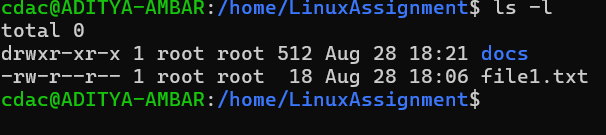 cdac@ADITYA-AMBAR:/home/LinuxAssignment$ ls -l
total 0
drwxr-xr-x 1 root root 512 Aug 28 18:21 docs
-rw-r--r-- 1 root root  18 Aug 28 18:06 file1.txt
cdac@ADITYA-AMBAR:/home/LinuxAssignment$